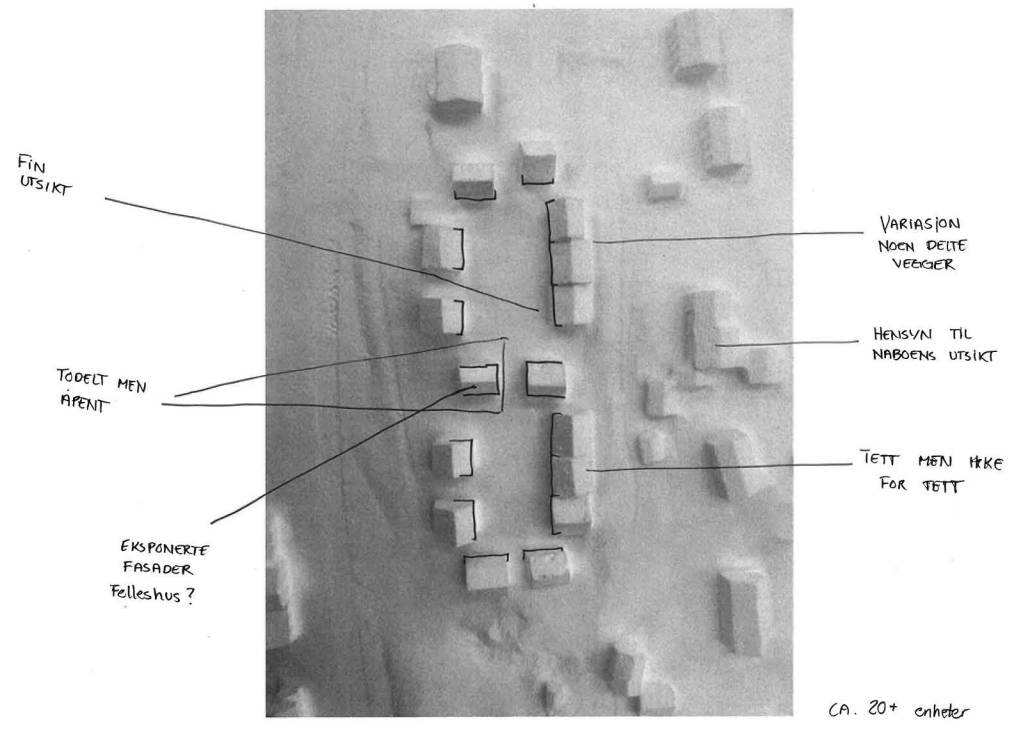 FIN
UTSIKT
TODELT MEN
ÅPENT
EKSPONERTE
FASADER
Felleshus?
VARIASJON
NOEN DELTE
VEGGER
HENSYN TIL
NABOENS UTSIKT
TETT MEN IKKE
FOR TETT
CA. 20+ enheter